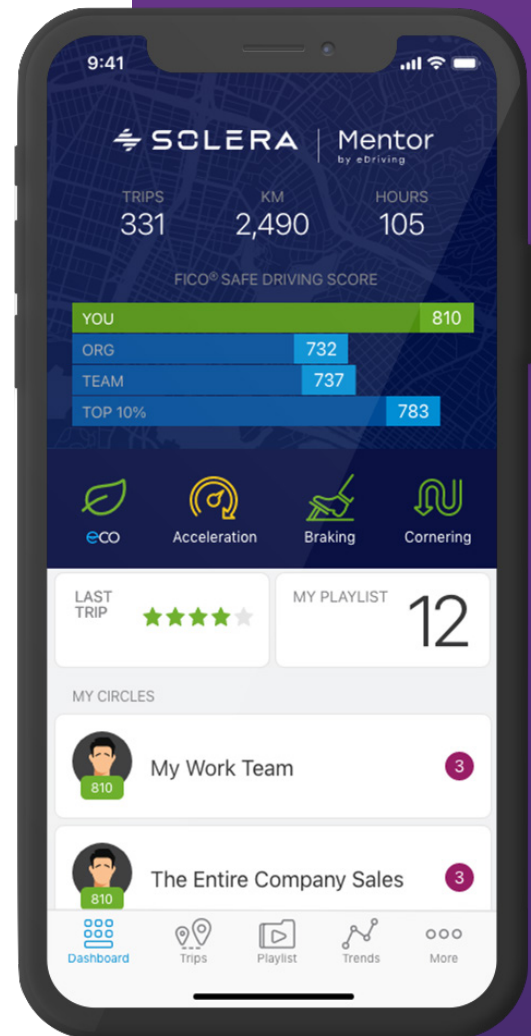 9:41
SOLERA | Mentor
by eDriving
TRIPS KM HOURS
331 2,490 105
FICO® SAFE DRIVING SCORE
YOU 810
ORG 732
TEAM 737
TOP 10% 783
eco Acceleration Braking Cornering
LAST
TRIP
MY PLAYLIST 12
MY CIRCLES
810
My Work Team 3
810
The Entire Company Sales 3
Dashboard Trips Playlist Trends More